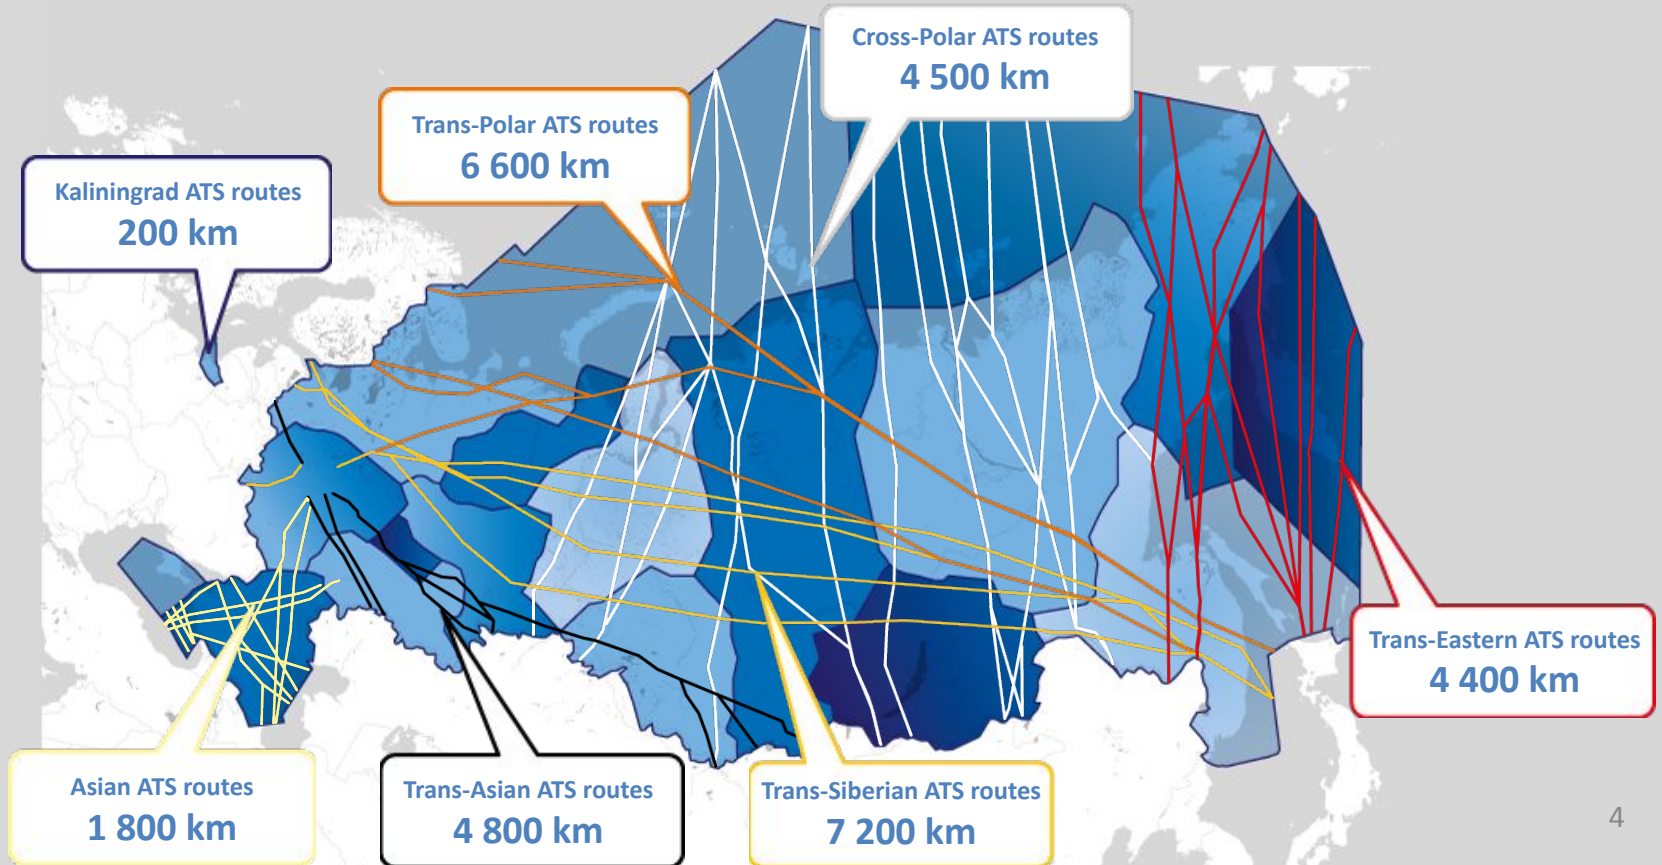 Cross-Polar ATS routes
4 500 km
Trans-Polar ATS routes
6 600 km
Kaliningrad ATS routes
200 km
Trans-Eastern ATS routes
4 400 km
Asian ATS routes
1 800 km
Trans-Asian ATS routes
4 800 km
Trans-Siberian ATS routes
7 200 km
4